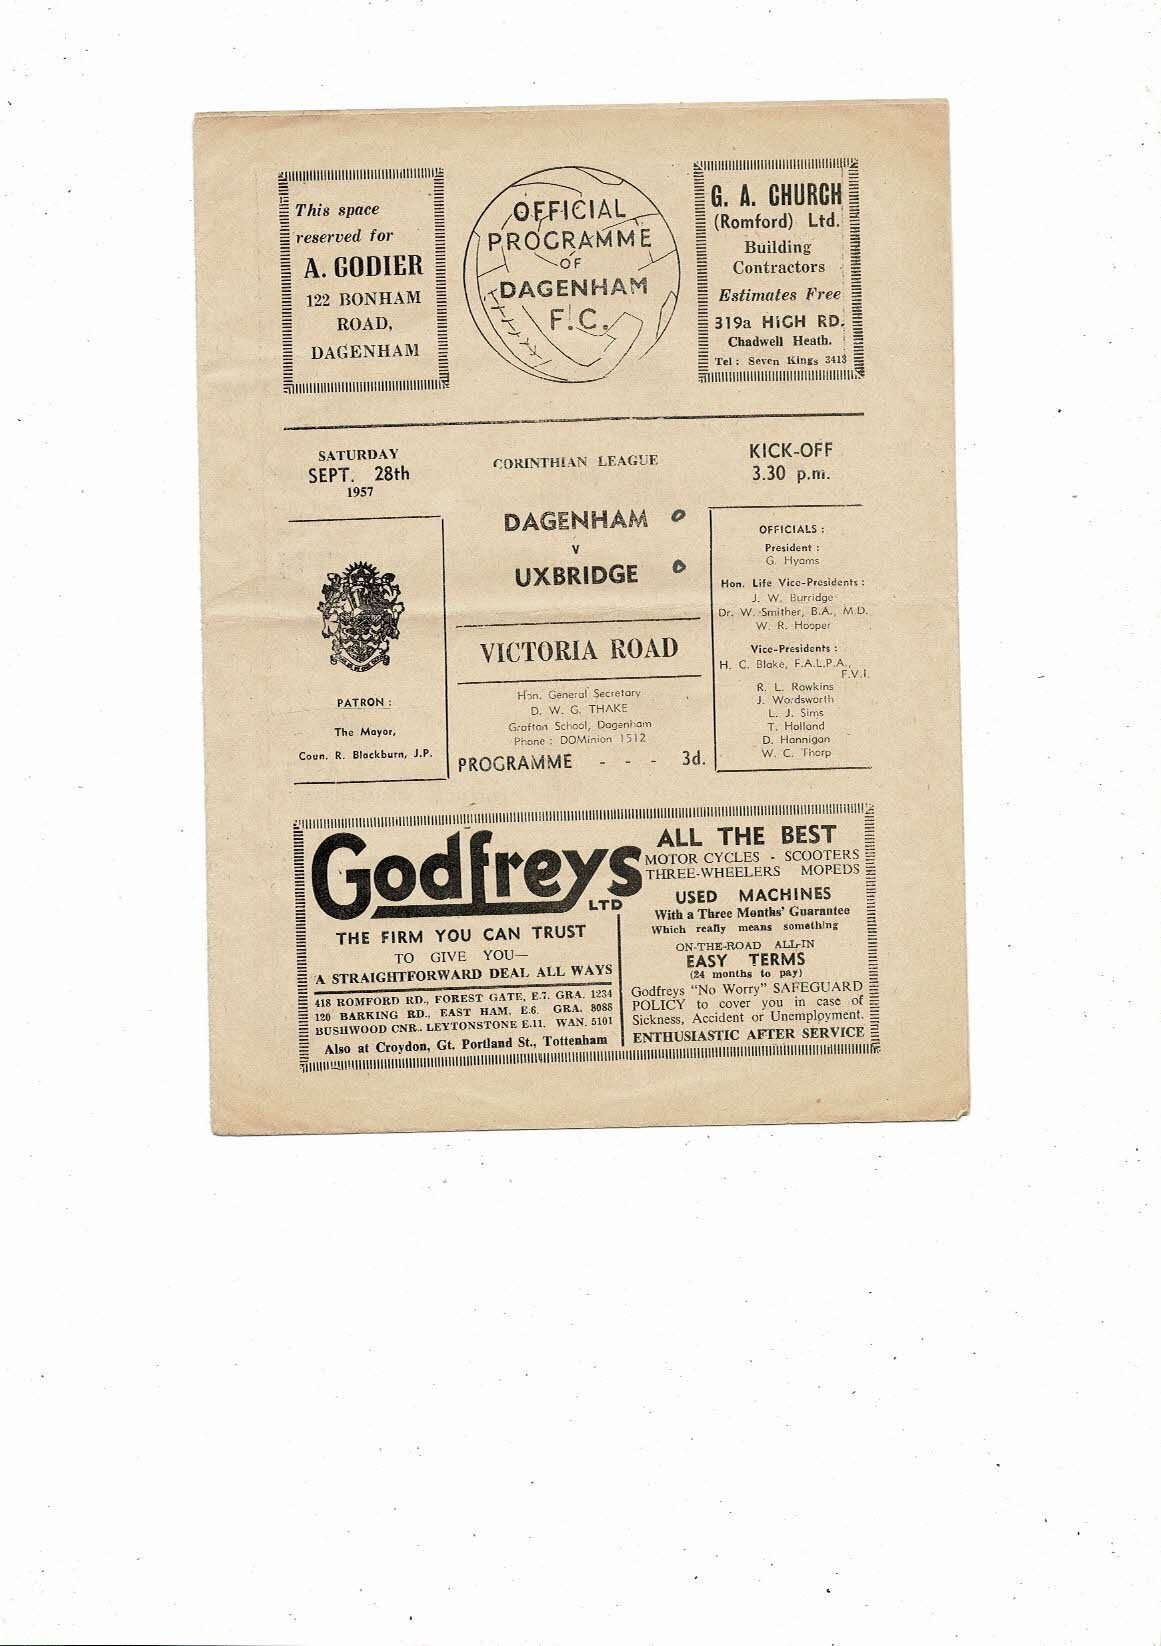 This space
reserved for
A. GODIER
122 BONHAM
ROAD,
DAGENHAM
OFFICIAL
PROGRAMME
OF
DAGENHAM
F.C.
G. A. CHURCH
(Romford) Ltd.
Building
Contractors
Estimates Free
319a HIGH RD.
Chadwell Heath.
Tel : Seven Kings 3413
SATURDAY
SEPT. 28th
1957
CORINTHIAN LEAGUE
KICK-OFF
3.30 p.m.
DAGENHAM 0
v
UXBRIDGE 0
VICTORIA ROAD
Hon. General Secretary
D. W. G. THAKE
Grafton School, Dagenham
Phone : DOMinion 1512
PROGRAMME - - - 3d.
PATRON :
The Mayor,
Coun. R. Blackburn, J.P.
OFFICIALS :
President :
G. Hyams
Hon. Life Vice-Presidents :
J. W. Burridge
Dr. W. Smither, B.A., M.D.
W. R. Hooper
Vice-Presidents :
H. C. Blake, F.A.L.P.A.,
F.V.I.
R. L. Rawkins
J. Wordsworth
L. J. Sims
T. Holland
D. Hannigan
W. C. Thorp
Godfreys
LTD
THE FIRM YOU CAN TRUST
TO GIVE YOU—
A STRAIGHTFORWARD DEAL ALL WAYS
418 ROMFORD RD., FOREST GATE, E.7. GRA. 1234
120 BARKING RD., EAST HAM, E.6. GRA. 8088
BUSHWOOD CNR., LEYTONSTONE E.11. WAN. 5101
Also at Croydon, Gt. Portland St., Tottenham
ALL THE BEST
MOTOR CYCLES - SCOOTERS
THREE-WHEELERS MOPEDS
USED MACHINES
With a Three Months' Guarantee
Which really means something
ON-THE-ROAD ALL-IN
EASY TERMS
(24 months to pay)
Godfreys "No Worry" SAFEGUARD
POLICY to cover you in case of
Sickness, Accident or Unemployment.
ENTHUSIASTIC AFTER SERVICE